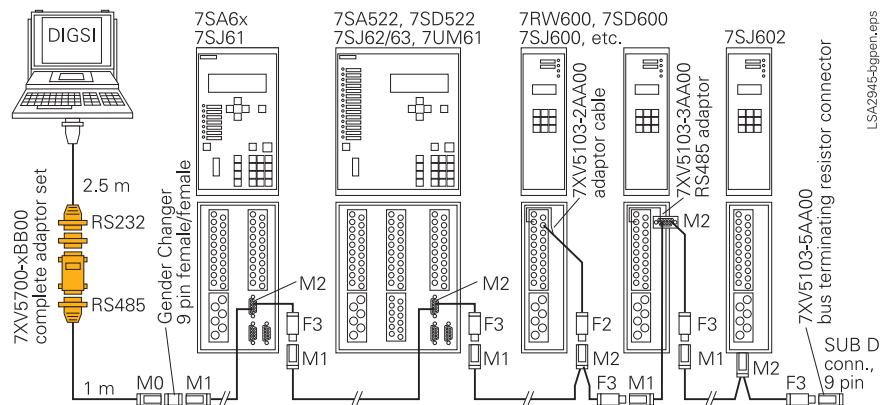 7SA6x
7SJ61
7SA522, 7SD522
7SJ62/63, 7UM61
7RW600, 7SD600
7SJ600, etc.
7SJ602
LSA2945-bgpen.eps
DIGSI
7XV5103-2AA00
adaptor cable
7XV5103-3AA00
RS485 adaptor
2.5 m
RS232
RS485
7XV5700-xBB00
complete adaptor set
Gender Changer
9 pin female/female
M2
M2
M2
7XV5103-5AA00
bus terminating resistor connector
F3
F3
F2
F3
M1
M1
M2
M1
M2
SUB D
conn.,
9 pin
1 m
M0
M1
F3
M1
F3